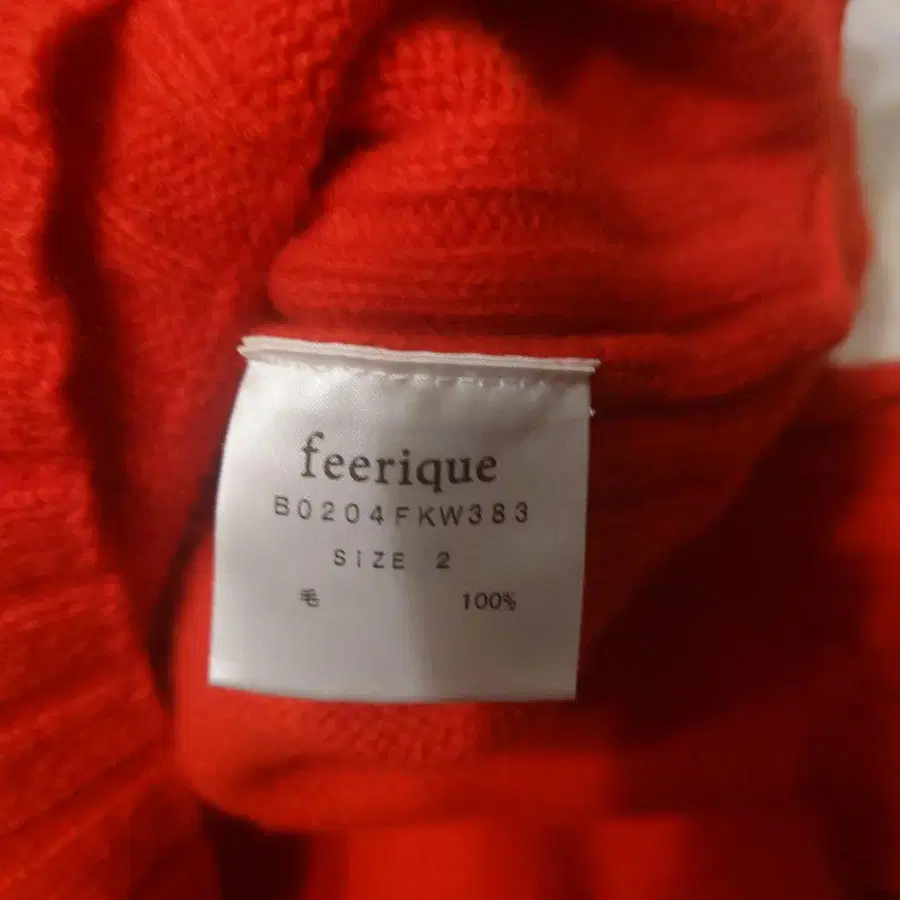 feerique
B0204FKW383
SIZE 2
毛 100%